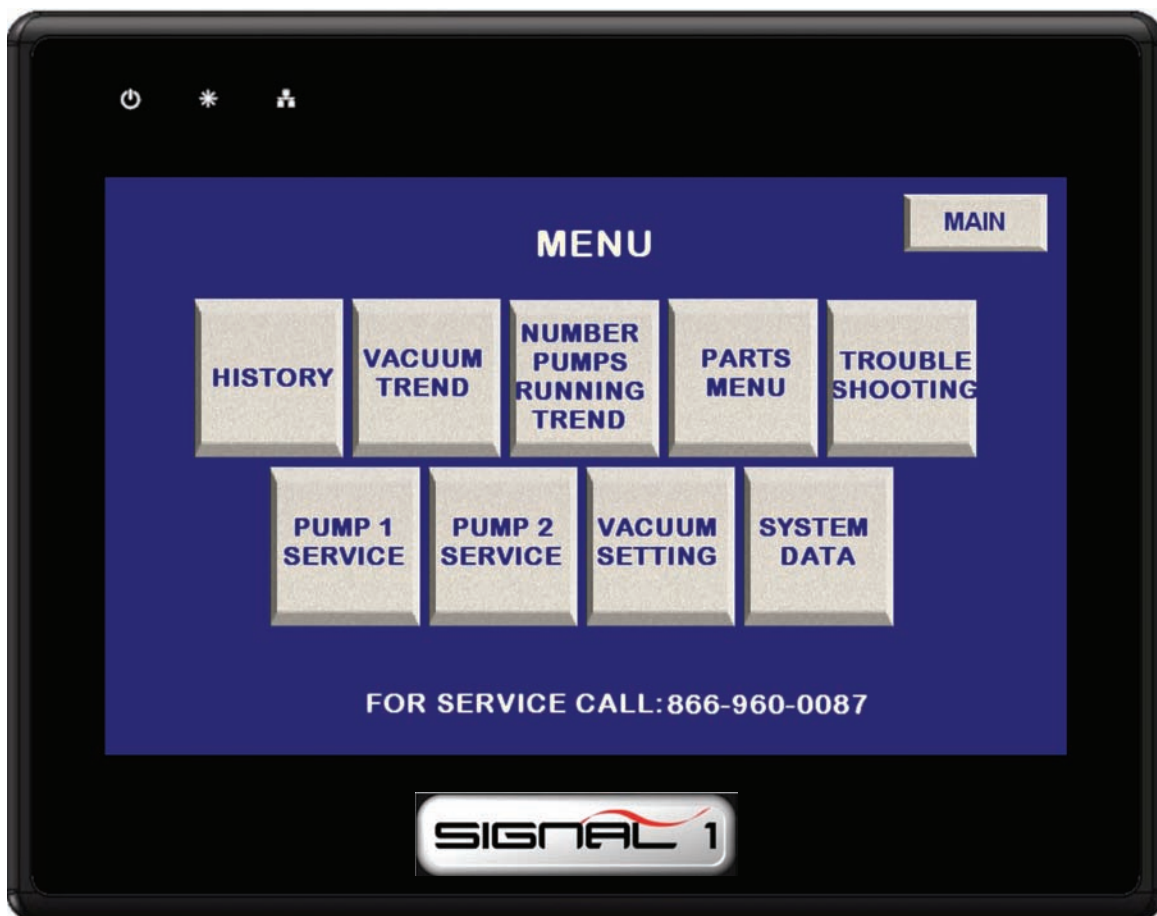 MAIN
MENU
HISTORY
VACUUM
TREND
NUMBER
PUMPS
RUNNING
TREND
PARTS
MENU
TROUBLE
SHOOTING
PUMP 1
SERVICE
PUMP 2
SERVICE
VACUUM
SETTING
SYSTEM
DATA
FOR SERVICE CALL:866-960-0087
SIGNAL 1